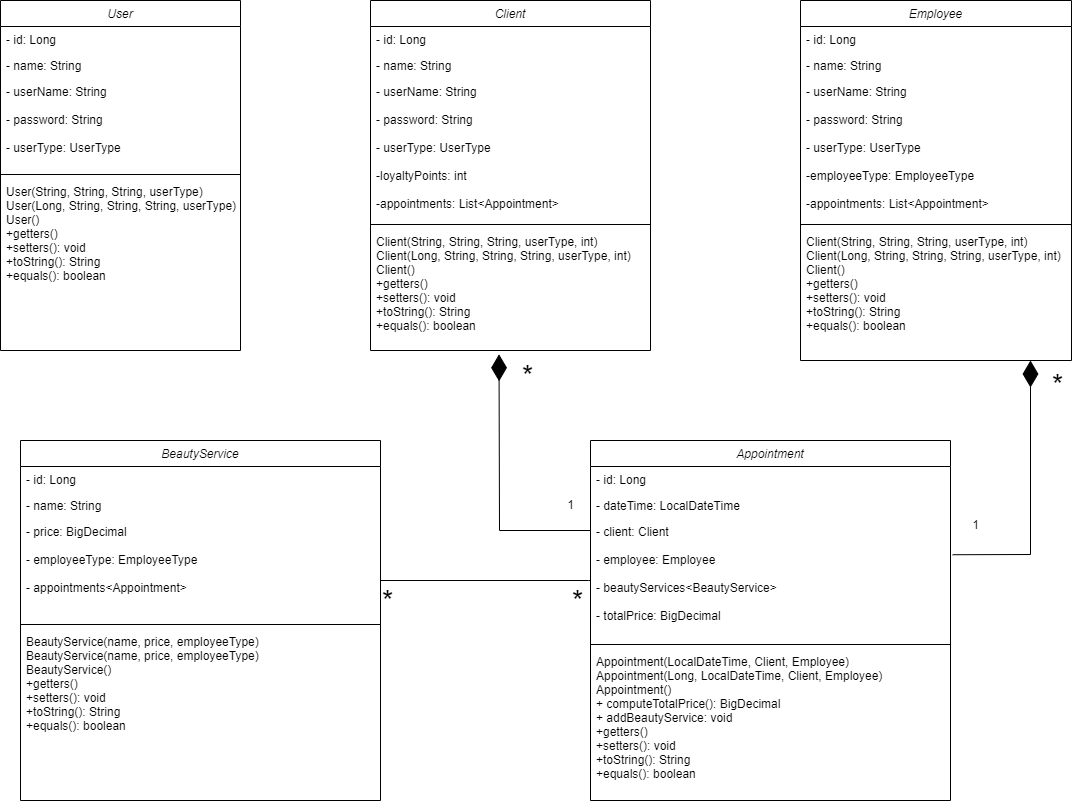 User
- id: Long
- name: String
- userName: String
- password: String
- userType: UserType
User(String, String, String, userType)
User(Long, String, String, String, userType)
User()
+getters()
+setters(): void
+toString(): String
+equals(): boolean
Client
- id: Long
- name: String
- userName: String
- password: String
- userType: UserType
-loyaltyPoints: int
-appointments: List<Appointment>
Client(String, String, String, userType, int)
Client(Long, String, String, String, userType, int)
Client()
+getters()
+setters(): void
+toString(): String
+equals(): boolean
Employee
- id: Long
- name: String
- userName: String
- password: String
- userType: UserType
-employeeType: EmployeeType
-appointments: List<Appointment>
Client(String, String, String, userType, int)
Client(Long, String, String, String, userType, int)
Client()
+getters()
+setters(): void
+toString(): String
+equals(): boolean
*
*
BeautyService
- id: Long
- name: String
- price: BigDecimal
- employeeType: EmployeeType
- appointments<Appointment>
BeautyService(name, price, employeeType)
BeautyService(name, price, employeeType)
BeautyService()
+getters()
+setters(): void
+toString(): String
+equals(): boolean
*
*
1
Appointment
- id: Long
- dateTime: LocalDateTime
- client: Client
- employee: Employee
- beautyServices<BeautyService>
- totalPrice: BigDecimal
Appointment(LocalDateTime, Client, Employee)
Appointment(Long, LocalDateTime, Client, Employee)
Appointment()
+ computeTotalPrice(): BigDecimal
+ addBeautyService: void
+getters()
+setters(): void
+toString(): String
+equals(): boolean
1